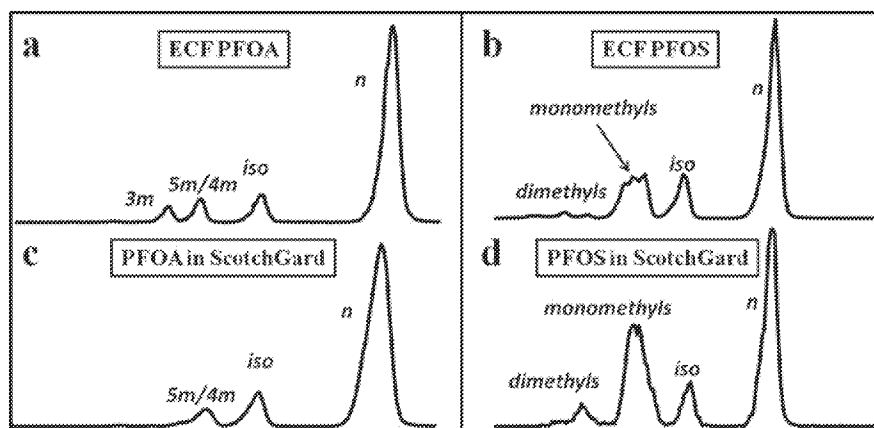 a
ECF PFOA
n
3m
5m/4m
iso
b
ECF PFOS
n
monomethyls
iso
dimethyls
c
PFOA in ScotchGard
n
iso
5m/4m
d
PFOS in ScotchGard
monomethyls
n
dimethyls
iso